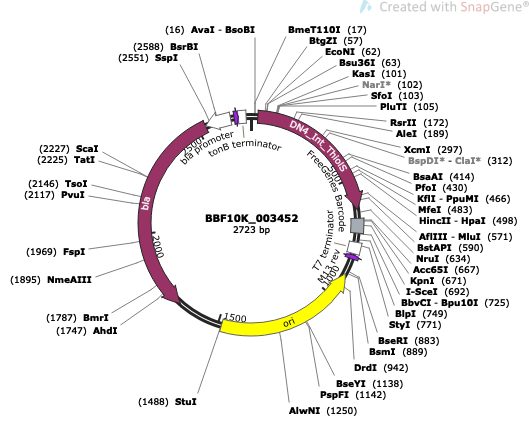 Created with SnapGene®
(16) AvaI - BsoBI
(2588) BsrBI
(2551) SspI
BmeT110I (17)
BtgZI (57)
EcoNI (62)
Bsu36I (63)
KasI (101)
NarI* (102)
SfoI (103)
PluTI (105)
RsrII (172)
AleI (189)
XcmI (297)
BspDI* - ClaI* (312)
BsaAI (414)
PfoI (430)
KflI - PpuMI (466)
MfeI (483)
HincII - HpaI (498)
AflIII - MluI (571)
BstAPI (590)
NruI (634)
Acc65I (667)
KpnI (671)
I-SceI (692)
BbvCI - Bpu10I (725)
BlpI (749)
StyI (771)
BseRI (883)
BsmI (889)
DrdI (942)
BseYI (1138)
PspFI (1142)
AlwNI (1250)
(1488) StuI
(1747) AhdI
(1787) BmrI
(1895) NmeAIII
(1969) FspI
(2117) PvuI
(2146) TsoI
(2225) TatI
(2227) ScaI
bla promoter
tonB terminator
DN4_Int_ThioIS
FreeGenes Barcode
T7 terminator
M13 rev
ori
bla
500
1000
1500
2000
2500
BBF10K_003452
2723 bp